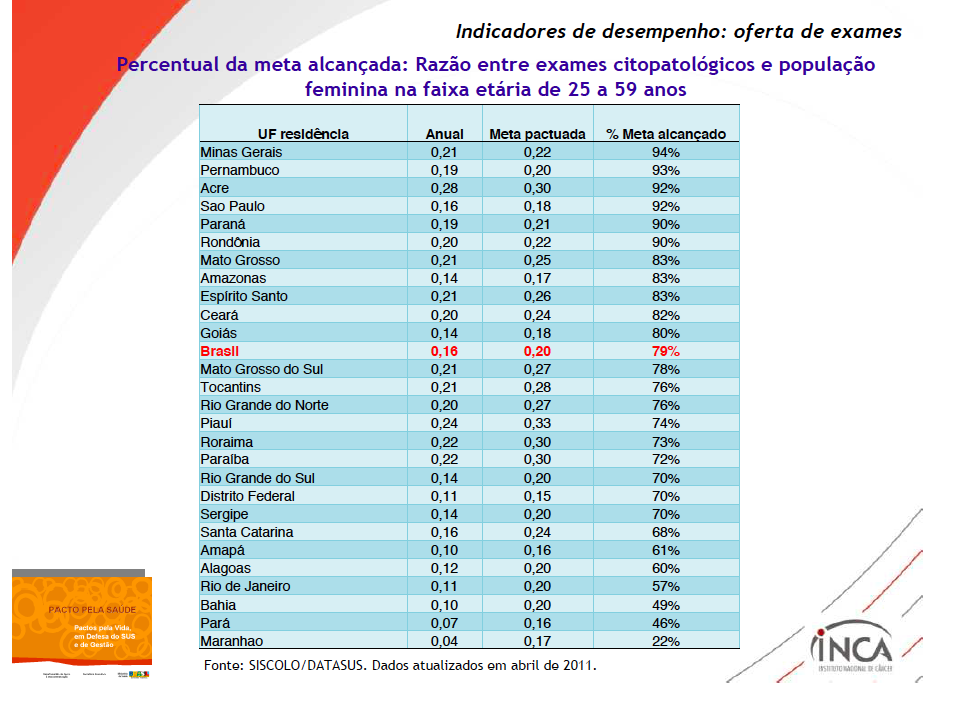 Indicadores de desempenho: oferta de exames
Percentual da meta alcançada: Razão entre exames citopatológicos e população
feminina na faixa etária de 25 a 59 anos
UF residência Anual Meta pactuada % Meta alcançado
Minas Gerais 0,21 0,22 94%
Pernambuco 0,19 0,20 93%
Acre 0,28 0,30 92%
Sao Paulo 0,16 0,18 92%
Paraná 0,19 0,21 90%
Rondônia 0,20 0,22 90%
Mato Grosso 0,21 0,25 83%
Amazonas 0,14 0,17 83%
Espírito Santo 0,21 0,26 83%
Ceará 0,20 0,24 82%
Goiás 0,14 0,18 80%
Brasil 0,16 0,20 79%
Mato Grosso do Sul 0,21 0,27 78%
Tocantins 0,21 0,28 76%
Rio Grande do Norte 0,20 0,27 76%
Piauí 0,24 0,33 74%
Roraima 0,22 0,30 73%
Paraíba 0,22 0,30 72%
Rio Grande do Sul 0,14 0,20 70%
Distrito Federal 0,11 0,15 70%
Sergipe 0,14 0,20 70%
Santa Catarina 0,16 0,24 68%
Amapá 0,10 0,16 61%
Alagoas 0,12 0,20 60%
Rio de Janeiro 0,11 0,20 57%
Bahia 0,10 0,20 49%
Pará 0,07 0,16 46%
Maranhao 0,04 0,17 22%
Fonte: SISCOLO/DATASUS. Dados atualizados em abril de 2011.
PACTO PELA SAÚDE
Pactos pela Vida,
em Defesa do SUS
e de Gestão
INCA
INSTITUTO NACIONAL DE CÂNCER